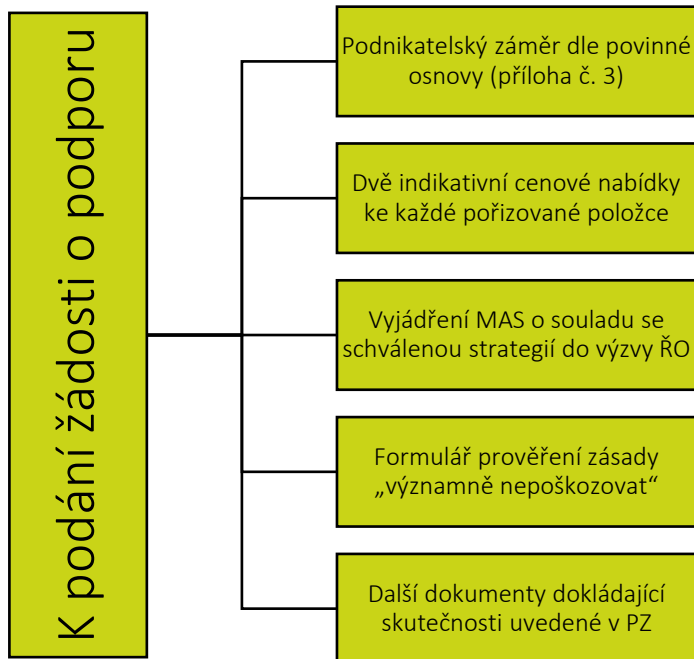 K podání žádosti o podporu
Podnikatelský záměr dle povinné
osnovy (příloha č. 3)
Dvě indikativní cenové nabídky
ke každé pořizované položce
Vyjádření MAS o souladu se
schválenou strategií do výzvy ŘO
Formulář prověření zásady
„významně nepoškozovat“
Další dokumenty dokládající
skutečnosti uvedené v PZ